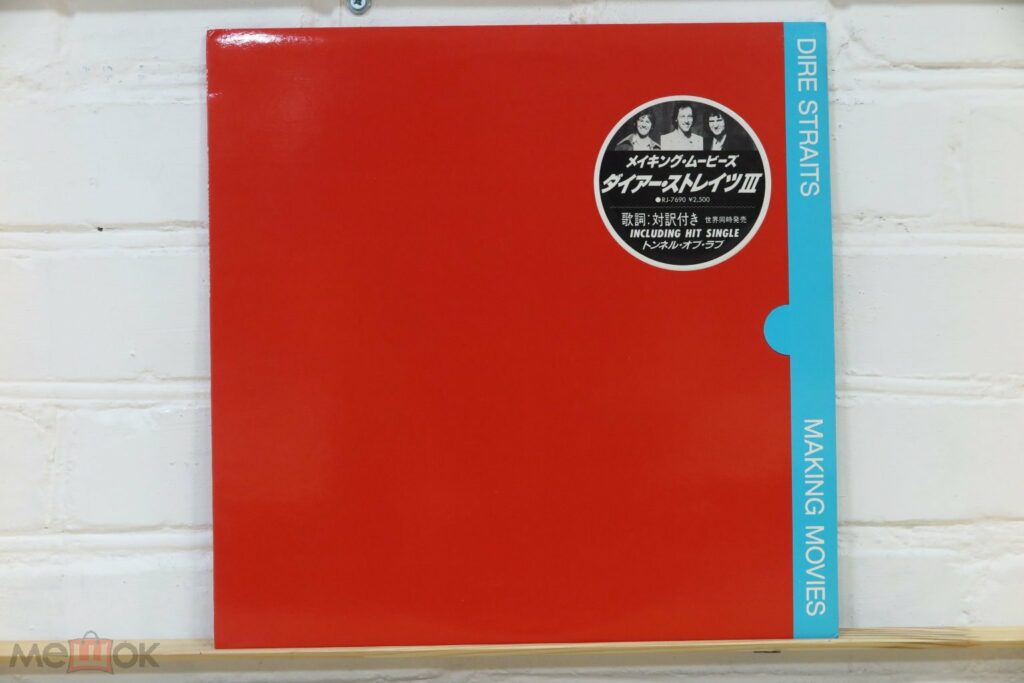 DIRE STRAITS
MAKING MOVIES
メイキング・ムービーズ
ダイアー・ストレイツIII
●RJ-7690 ¥2,500
歌詞:対訳付き 世界同時発売
INCLUDING HIT SINGLE
トンネル・オブ・ラブ
мешок